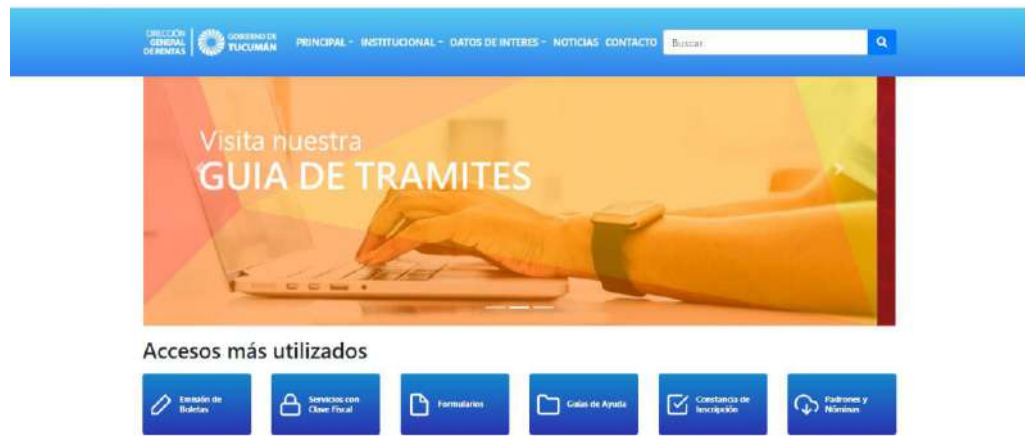 DIRECCIÓN
GENERAL
DE RENTAS
GOBIERNO DE
TUCUMÁN
PRINCIPAL INSTITUCIONAL DATOS DE INTERES NOTICIAS CONTACTO
Buscar
Visita nuestra
GUIA DE TRAMITES
Accesos más utilizados
Emisión de
Boletas
Servicios con
Clave Fiscal
Formularios
Guías de Ayuda
Constancia de
Inscripción
Padrones y
Nóminas